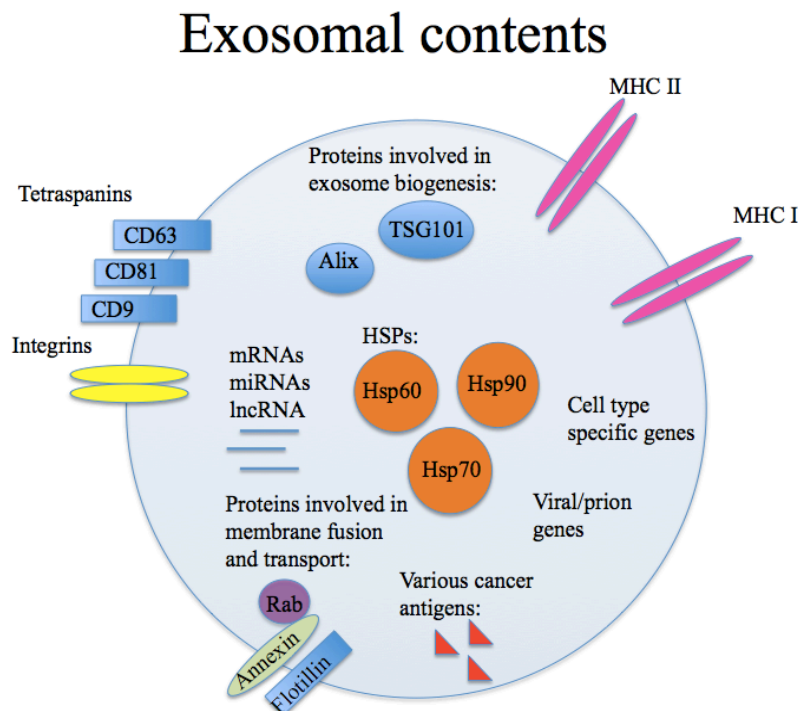 Exosomal contents
MHC II
Proteins involved in
exosome biogenesis:
Tetraspanins
MHC I
TSG101
CD63
Alix
CD81
CD9
Integrins
HSPs:
mRNAs
miRNAs
lncRNA
Hsp60
Hsp90
Cell type
specific genes
Hsp70
Viral/prion
genes
Proteins involved in
membrane fusion
and transport:
Various cancer
antigens:
Rab
Annexin
Flotillin